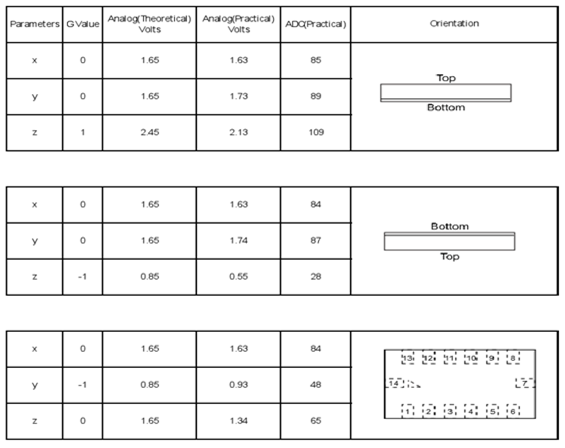 Parameters G Value Analog(Theoretical) Volts Analog(Practical) Volts ADC(Practical) Orientation
x 0 1.65 1.63 85
y 0 1.65 1.73 89
z 1 2.45 2.13 109
Top
Bottom
x 0 1.65 1.63 84
y 0 1.65 1.74 87
z -1 0.85 0.55 28
Bottom
Top
x 0 1.65 1.63 84
y -1 0.85 0.93 48
z 0 1.65 1.34 65
13 12 11 10 9 8
14 7
1 2 3 4 5 6